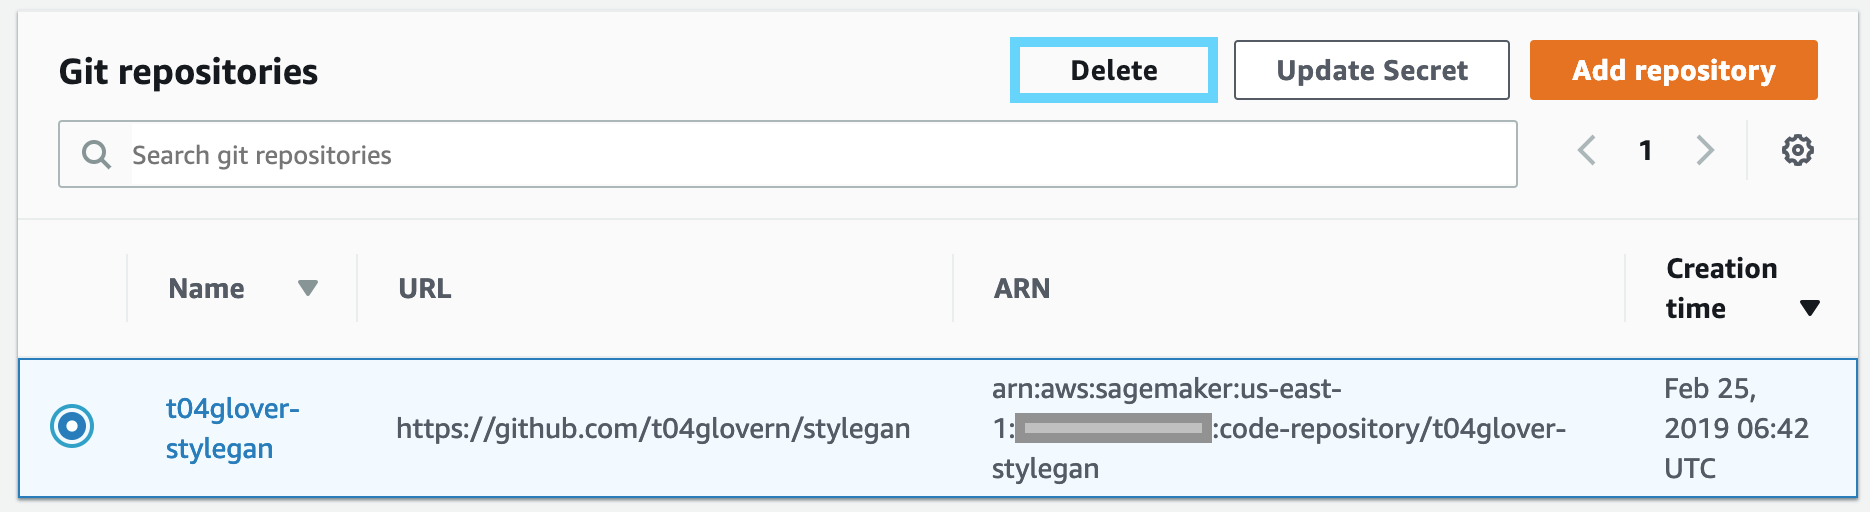 Git repositories
Delete
Update Secret
Add repository
Search git repositories
1
Name
URL
ARN
Creation
time
t04glover-
stylegan
https://github.com/t04glovern/stylegan
arn:aws:sagemaker:us-east-
1:
:code-repository/t04glover-
stylegan
Feb 25,
2019 06:42
UTC